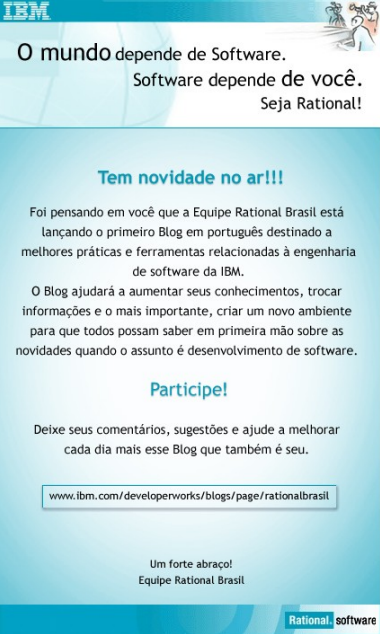 IBM
O mundo depende de Software.
Software depende de você.
Seja Rational!
Tem novidade no ar!!!
Foi pensando em você que a Equipe Rational Brasil está
lançando o primeiro Blog em português destinado a
melhores práticas e ferramentas relacionadas à engenharia
de software da IBM.
O Blog ajudará a aumentar seus conhecimentos, trocar
informações e o mais importante, criar um novo ambiente
para que todos possam saber em primeira mão sobre as
novidades quando o assunto é desenvolvimento de software.
Participe!
Deixe seus comentários, sugestões e ajude a melhorar
cada dia mais esse Blog que também é seu.
www.ibm.com/developerworks/blogs/page/rationalbrasil
Um forte abraço!
Equipe Rational Brasil
Rational. software